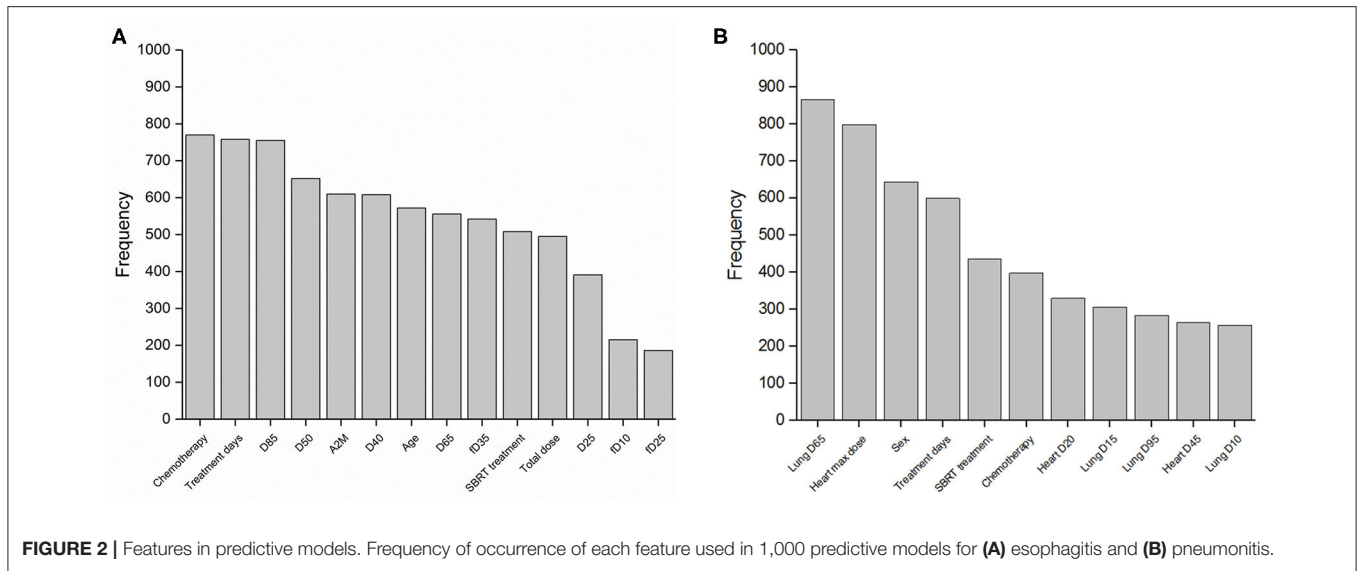 A
1000
900
800
700
600
500
400
300
200
100
0
Frequency
Chemotherapy
Treatment days
D85
D50
A2M
D40
Age
D65
fD35
SBRT treatment
Total dose
D25
fD10
fD25
B
1000
900
800
700
600
500
400
300
200
100
0
Frequency
Lung D65
Heart max dose
Sex
Treatment days
SBRT treatment
Chemotherapy
Heart D20
Lung D15
Lung D95
Heart D45
Lung D10
FIGURE 2 | Features in predictive models. Frequency of occurrence of each feature used in 1,000 predictive models for (A) esophagitis and (B) pneumonitis.